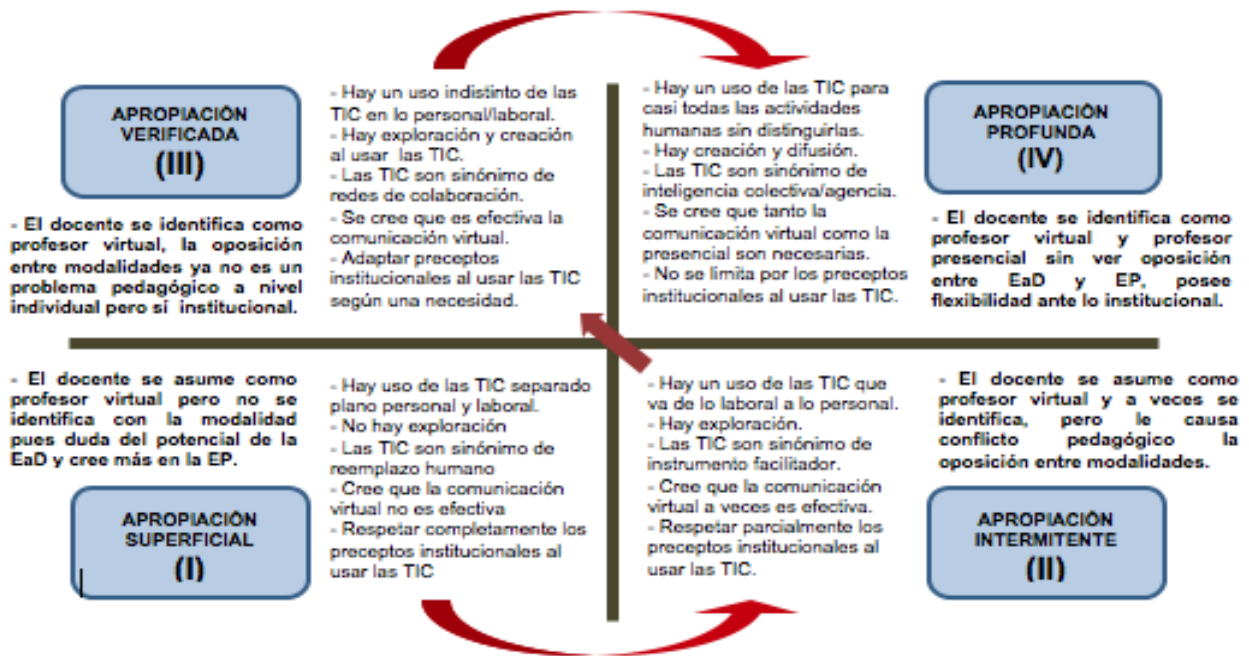 APROPIACIÓN
VERIFICADA
(III)
- El docente se identifica como
profesor virtual, la oposición
entre modalidades ya no es un
problema pedagógico a nivel
individual pero sí institucional.
- Hay un uso indistinto de las
TIC en lo personal/laboral.
- Hay exploración y creación
al usar las TIC.
- Las TIC son sinónimo de
redes de colaboración.
- Se cree que es efectiva la
comunicación virtual.
- Adaptar preceptos
institucionales al usar las TIC
según una necesidad.
- Hay un uso de las TIC para
casi todas las actividades
humanas sin distinguirlas.
- Hay creación y difusión.
- Las TIC son sinónimo de
inteligencia colectiva/agencia.
- Se cree que tanto la
comunicación virtual como la
presencial son necesarias.
- No se limita por los preceptos
institucionales al usar las TIC.
APROPIACIÓN
PROFUNDA
(IV)
- El docente se identifica como
profesor virtual y profesor
presencial sin ver oposición
entre EaD y EP, posee
flexibilidad ante lo institucional.
- El docente se asume como
profesor virtual pero no se
identifica con la modalidad
pues duda del potencial de la
EaD y cree más en la EP.
APROPIACIÓN
SUPERFICIAL
(I)
- Hay uso de las TIC separado
plano personal y laboral.
- No hay exploración
- Las TIC son sinónimo de
reemplazo humano
- Cree que la comunicación
virtual no es efectiva
- Respetar completamente los
preceptos institucionales al
usar las TIC
- Hay un uso de las TIC que
va de lo laboral a lo personal.
- Hay exploración.
- Las TIC son sinónimo de
instrumento facilitador.
- Cree que la comunicación
virtual a veces es efectiva.
- Respetar parcialmente los
preceptos institucionales al
usar las TIC.
- El docente se asume como
profesor virtual y a veces se
identifica, pero le causa
conflicto pedagógico la
oposición entre modalidades.
APROPIACIÓN
INTERMITENTE
(II)